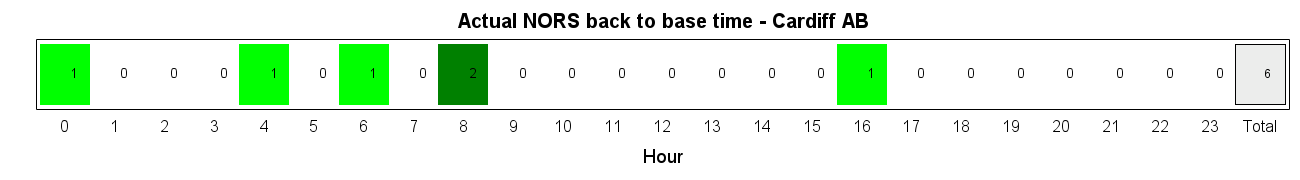 Actual NORS back to base time - Cardiff AB
1 0 0 0 1 0 1 0 2 0 0 0 0 0 0 0 1 0 0 0 0 0 0 0 6
0 1 2 3 4 5 6 7 8 9 10 11 12 13 14 15 16 17 18 19 20 21 22 23 Total
Hour